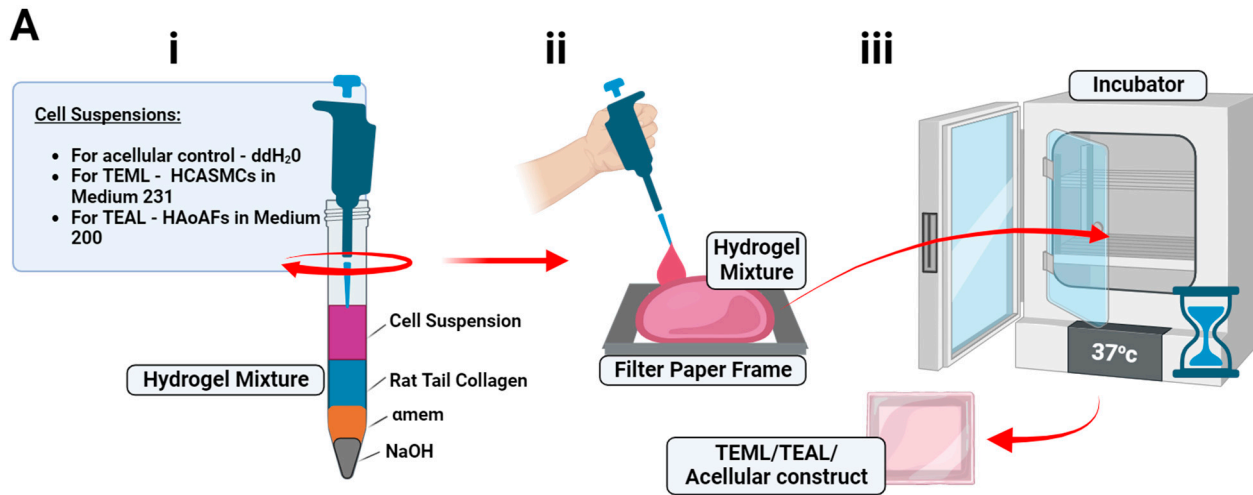 A
i
ii
iii
Cell Suspensions:
• For acellular control - ddH₂0
• For TEML - HCASMCs in
Medium 231
• For TEAL - HAoAFs in Medium
200
Cell Suspension
Hydrogel Mixture
Rat Tail Collagen
αmem
NaOH
Hydrogel
Mixture
Filter Paper Frame
Incubator
37ºc
TEML/TEAL/
Acellular construct